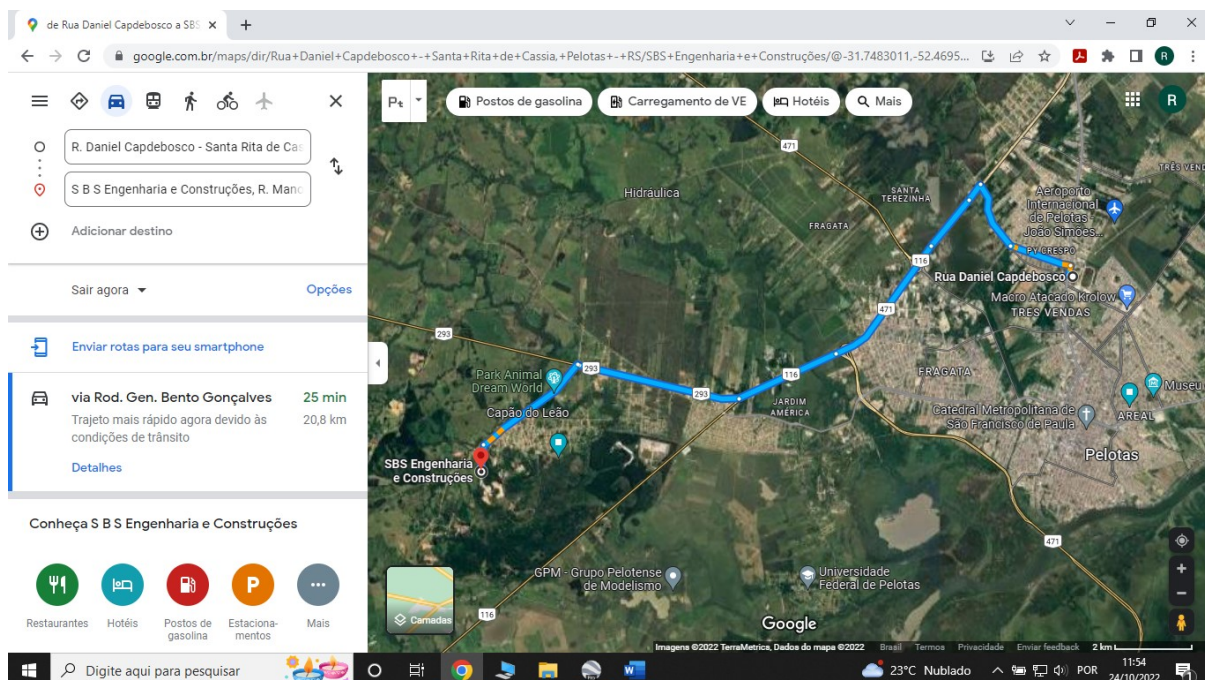 de Rua Daniel Capdebosco a SBS
google.com.br/maps/dir/Rua+Daniel+Capdebosco+-+Santa+Rita+de+Cassia,+Pelotas+-+RS/SBS+Engenharia+e+Construções/@-31.7483011,-52.4695...
R
R. Daniel Capdebosco - Santa Rita de Cas
S B S Engenharia e Construções, R. Mano
Adicionar destino
Sair agora
Opções
Enviar rotas para seu smartphone
via Rod. Gen. Bento Gonçalves 25 min
Trajeto mais rápido agora devido às 20,8 km
condições de trânsito
Detalhes
Conheça S B S Engenharia e Construções
Restaurantes
Hotéis
Postos de
gasolina
Estaciona-
mentos
Mais
Postos de gasolina
Carregamento de VE
Hotéis
Mais
R
471
Hidráulica
SANTA
TEREZINHA
TRÊS VEN
FRAGATA
Aeroporto
Internacional
de Pelotas -
João Simões...
PY CRESPO
116
Rua Daniel Capdebosco
Macro Atacado Krolow
TRES VENDAS
471
293
Park Animal
Dream World
293
116
293
FRAGATA
Museu
JARDIM
AMÉRICA
Capão do Leão
Catedral Metropolitana de
São Francisco de Paula
AREAL
Pelotas
SBS Engenharia
e Construções
471
GPM - Grupo Pelotense
de Modelismo
Universidade
Federal de Pelotas
116
Camadas
Google
Imagens ©2022 TerraMetrics, Dados do mapa ©2022 Brasil Termos Privacidade Enviar feedback 2 km
Digite aqui para pesquisar
23°C Nublado
POR
11:54
24/10/2022